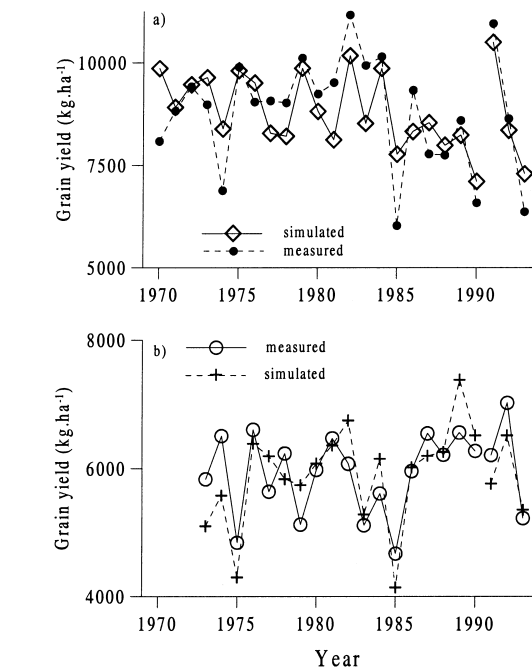 a)
10000
7500
5000
Grain yield (kg.ha⁻¹)
simulated
measured
1970 1975 1980 1985 1990
8000
6000
4000
Grain yield (kg.ha⁻¹)
b)
measured
simulated
1970 1975 1980 1985 1990
Year